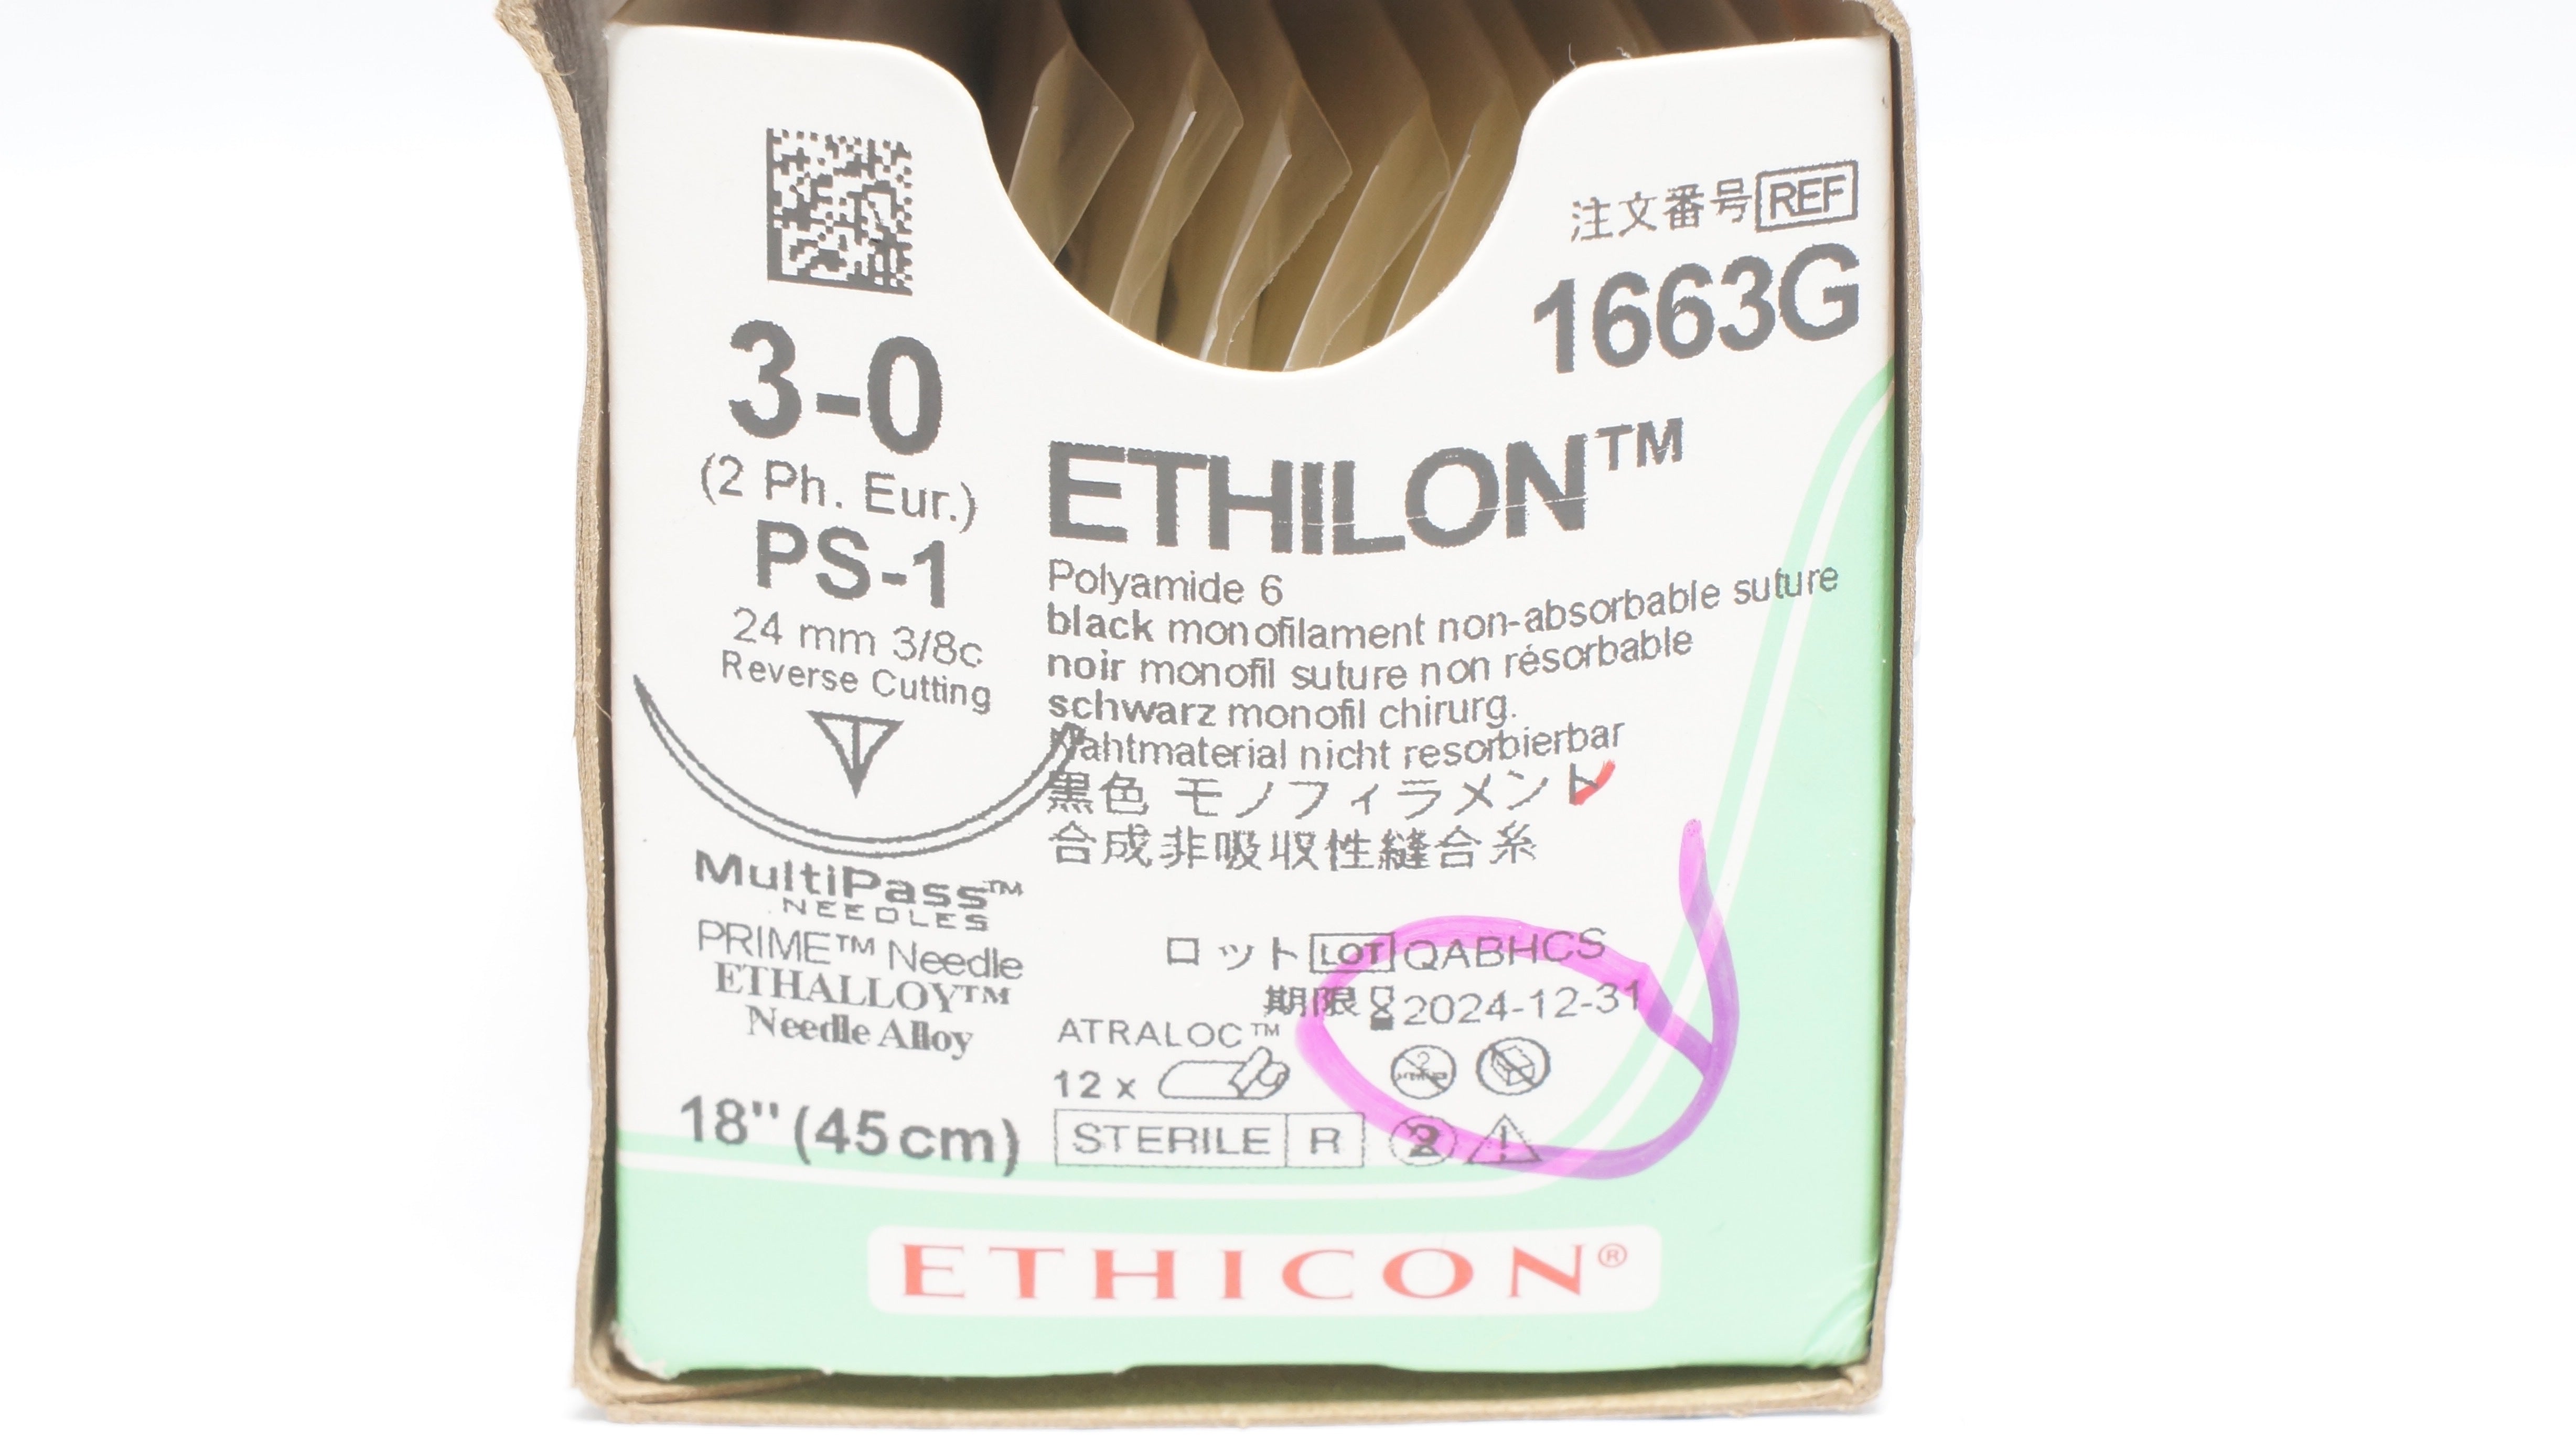 注文番号 REF
1663G
3-0
(2 Ph. Eur.)
PS-1
24 mm 3/8c
Reverse Cutting
ETHILON™
Polyamide 6
black monofilament non-absorbable suture
noir monofil suture non résorbable
schwarz monofil chirurg.
Nahtmaterial nicht resorbierbar
黒色 モノフィラメント
合成非吸収性縫合糸
MultiPass™
NEEDLES
PRIME™ Needle
ETHALLOY™
Needle Alloy
18" (45cm)
ロット LOT QABHCS
期限 2024-12-31
ATRALOC™
12 x
STERILE R
2
2
ETHICON®